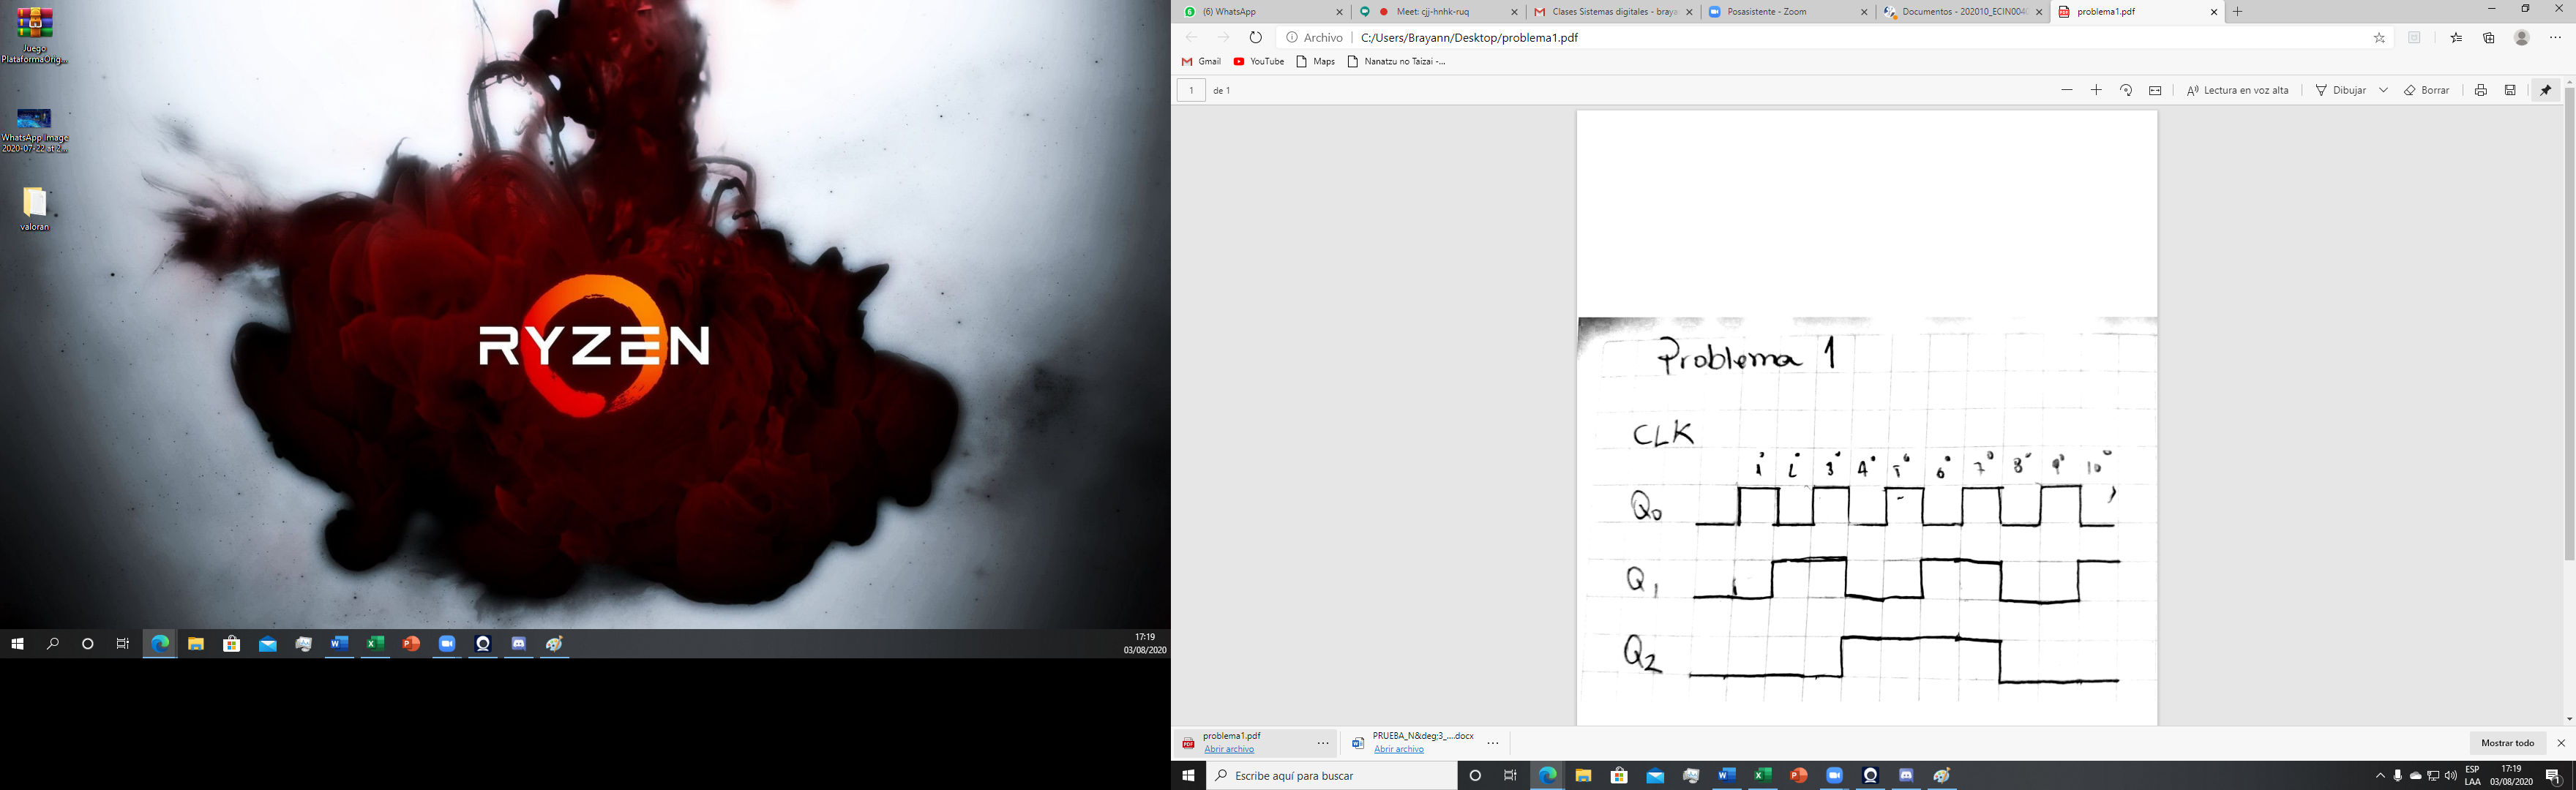 Juego
PlataformaOrig...
WhatsApp Image
2020-07-22 at 2...
valoran
RYZEN
17:19
03/08/2020
(6) WhatsApp
Meet: cjj-hnhk-ruq
Clases Sistemas digitales - braya
Posasistente - Zoom
Documentos - 202010_ECIN004
problema1.pdf
Archivo
C:/Users/Brayann/Desktop/problema1.pdf
Gmail
YouTube
Maps
Nanatzu no Taizai -...
1 de 1
Lectura en voz alta
Dibujar
Borrar
Problema 1
CLK
1° 2° 3° 4° 5° 6° 7° 8° 9° 10°
Q0
Q1
Q2
problema1.pdf
Abrir archivo
PRUEBA_N&deg;3_....docx
Abrir archivo
Mostrar todo
Escribe aquí para buscar
ESP
LAA
17:19
03/08/2020